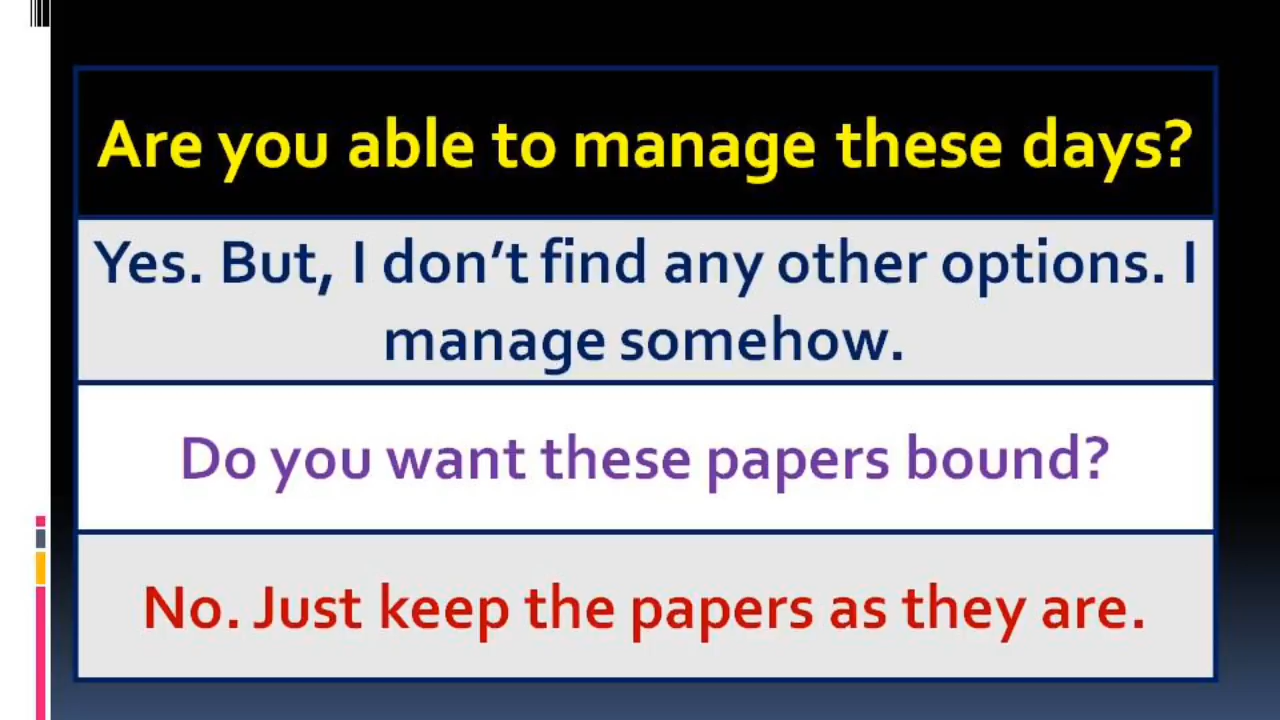 Are you able to manage these days?
Yes. But, I don’t find any other options. I
manage somehow.
Do you want these papers bound?
No. Just keep the papers as they are.